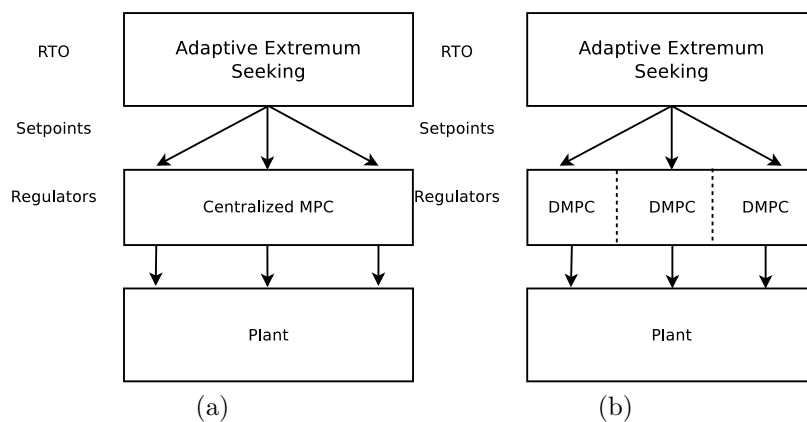 RTO
Adaptive Extremum
Seeking
Setpoints
Regulators
Centralized MPC
Plant
(a)
RTO
Adaptive Extremum
Seeking
Setpoints
Regulators
DMPC
DMPC
DMPC
Plant
(b)